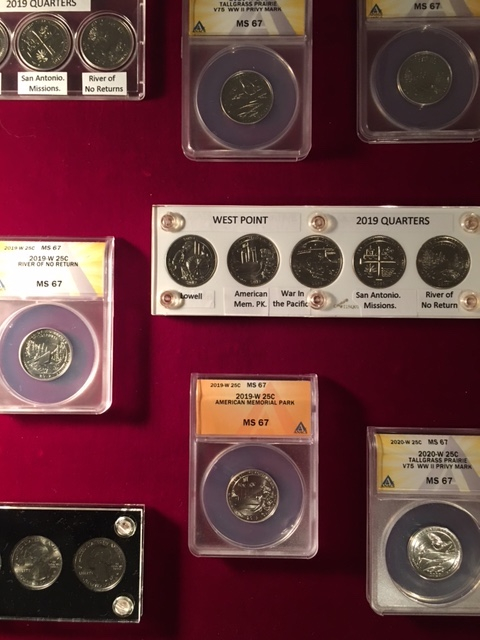 2019 QUARTERS
San Antonio.
Missions.
River of
No Returns
TALLGRASS PRAIRIE
V75 WW II PRIVY MARK
MS 67
MS 67
WEST POINT
2019 QUARTERS
Lowell
American
Mem. PK.
War In
the Pacific
San Antonio.
Missions.
River of
No Return
2019-W 25C MS 67
2019-W 25C
RIVER OF NO RETURN
MS 67
2019-W 25C MS 67
2019-W 25C
AMERICAN MEMORIAL PARK
MS 67
2020-W 25C MS 67
2020-W 25C
TALLGRASS PRAIRIE
V75 WW II PRIVY MARK
MS 67